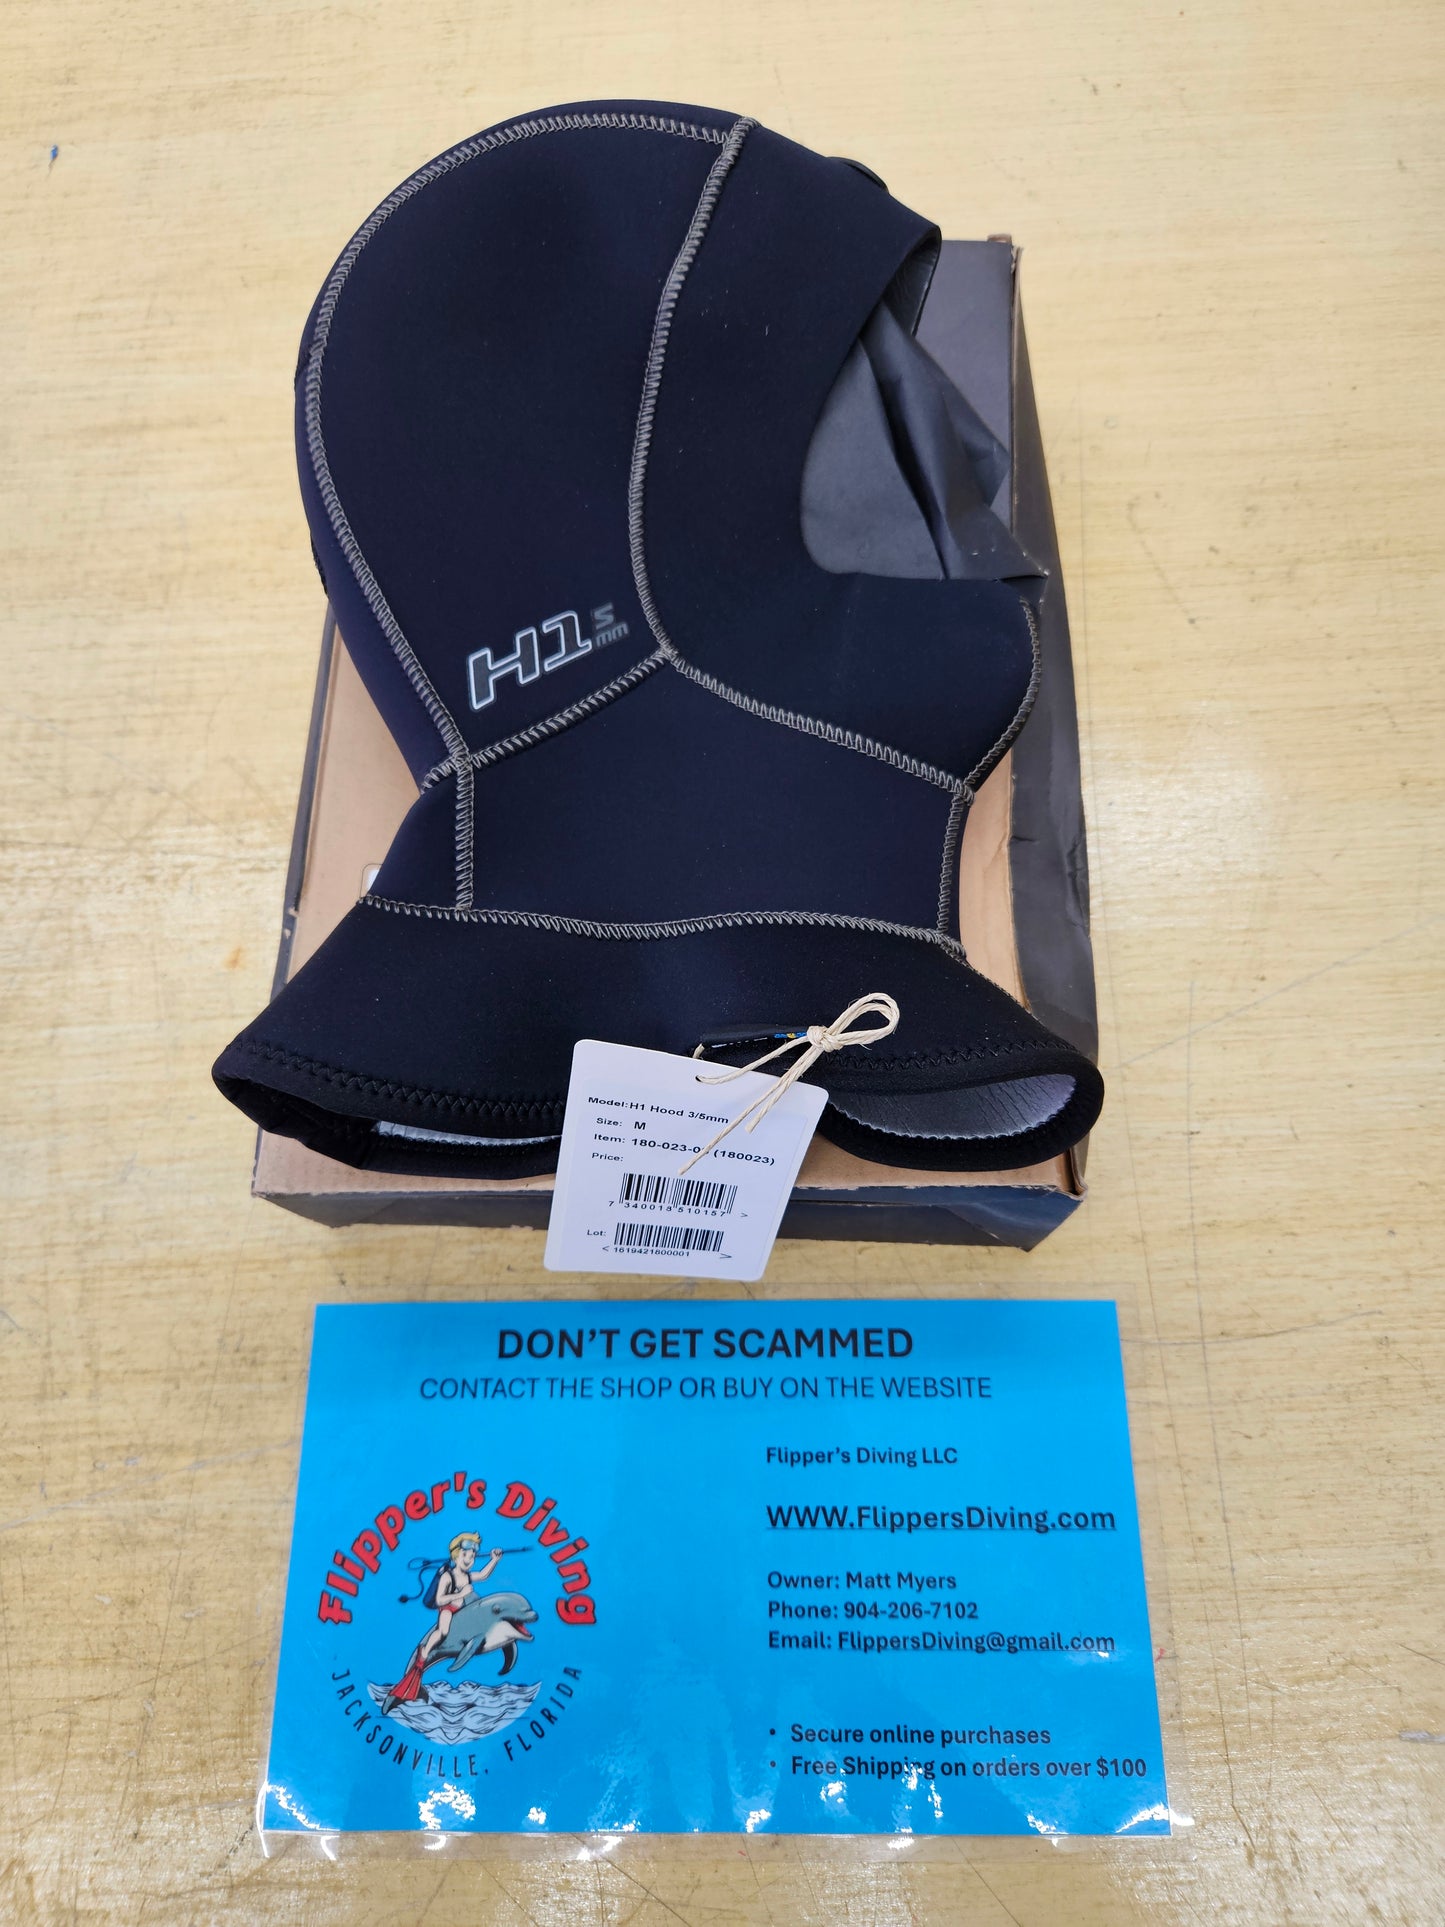 H1 5
mm
Model: H1 Hood 3/5mm
Size: M
Item: 180-023-0 (180023)
Price:
7 340018 510157 >
Lot:
< 1619421800001 >
DON'T GET SCAMMED
CONTACT THE SHOP OR BUY ON THE WEBSITE
Flipper's Diving
JACKSONVILLE, FLORIDA
Flipper's Diving LLC
WWW.FlippersDiving.com
Owner: Matt Myers
Phone: 904-206-7102
Email: FlippersDiving@gmail.com
• Secure online purchases
• Free Shipping on orders over $100